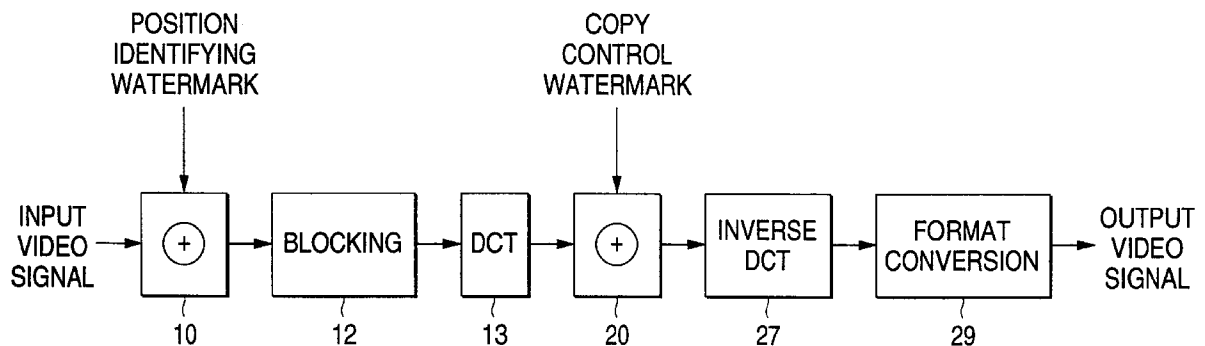 POSITION
IDENTIFYING
WATERMARK
COPY
CONTROL
WATERMARK
INPUT
VIDEO
SIGNAL
+
BLOCKING
DCT
+
INVERSE
DCT
FORMAT
CONVERSION
OUTPUT
VIDEO
SIGNAL
10
12
13
20
27
29